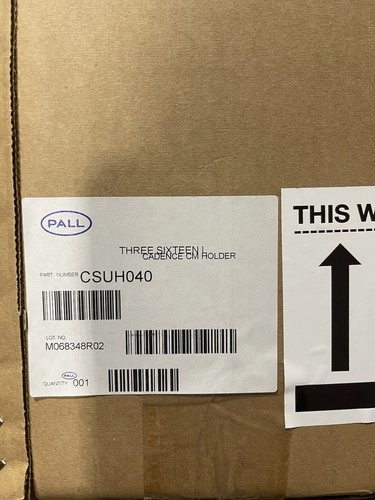 PALL
THREE SIXTEEN L
CADENCE CM HOLDER
PART NUMBER CSUH040
LOT NO.
M068348R02
PALL
QUANTITY 001
THIS W